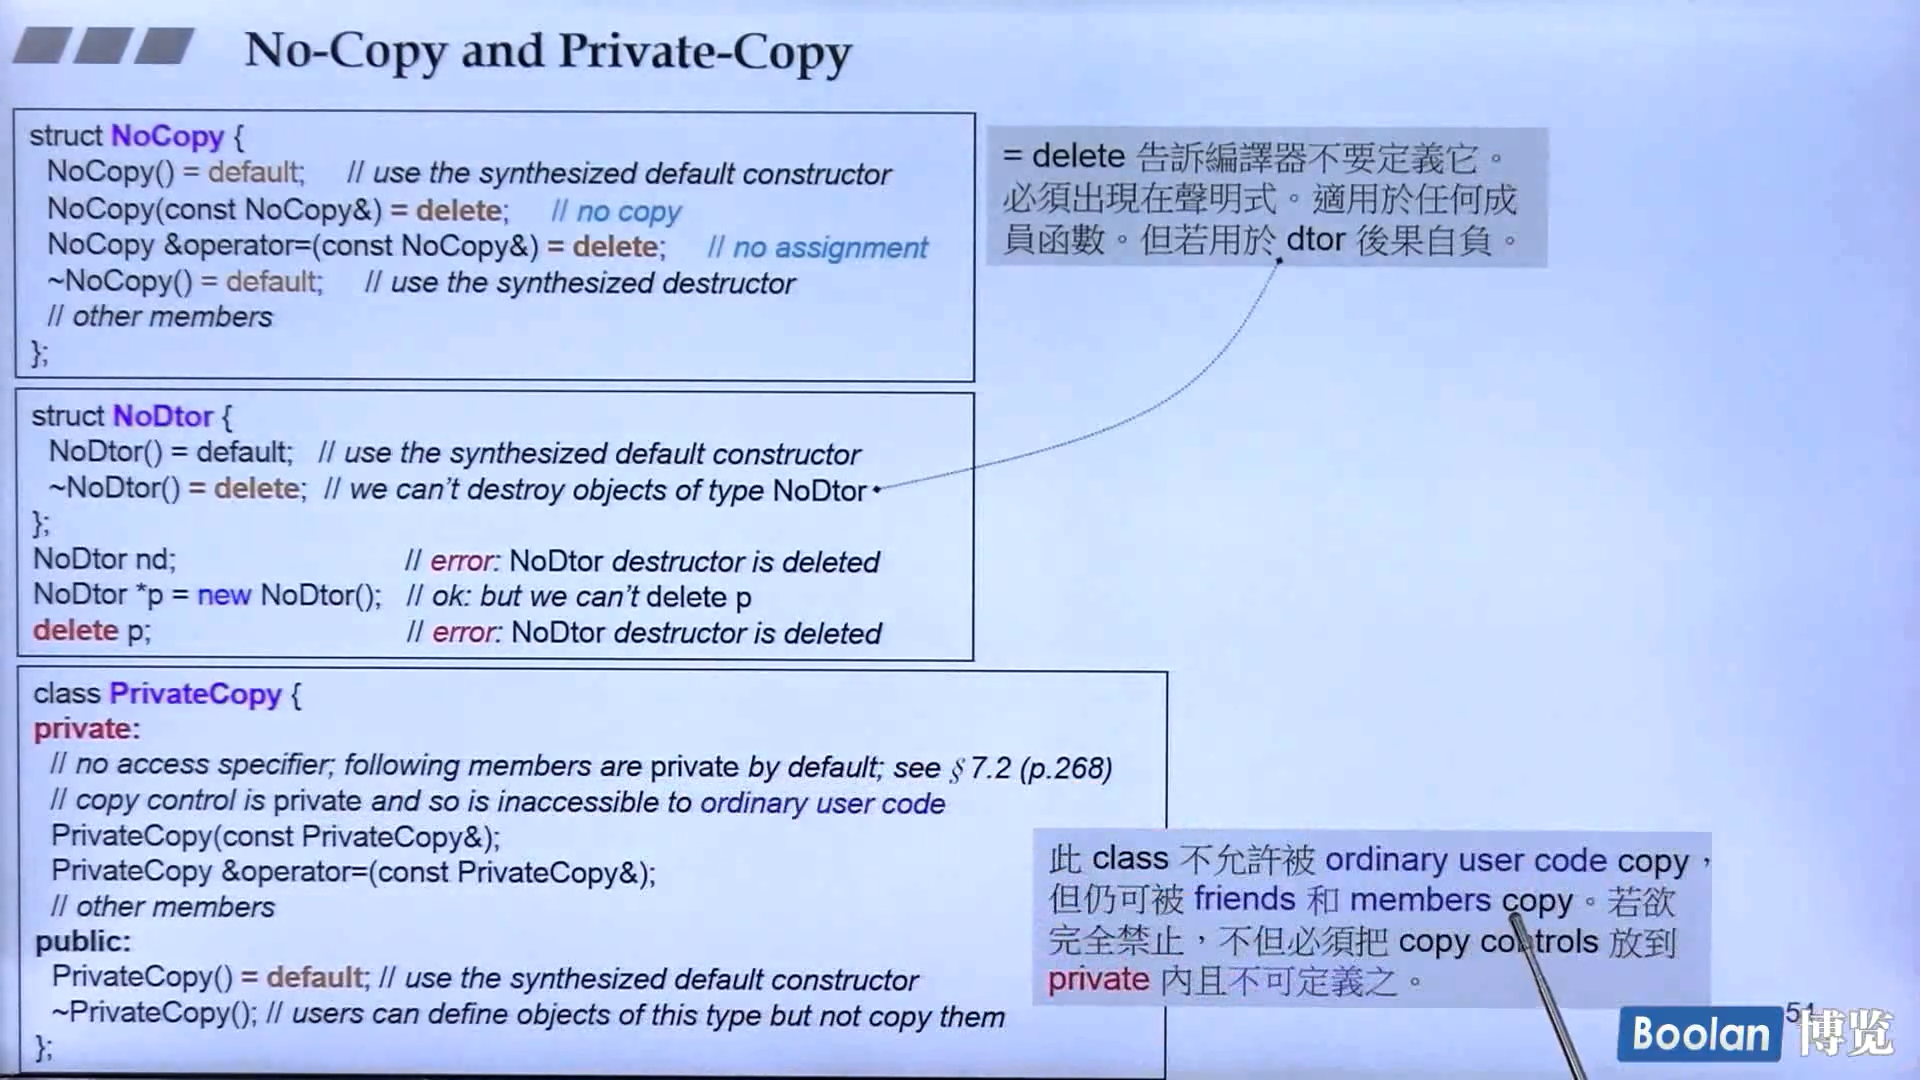 No-Copy and Private-Copy
struct NoCopy {
NoCopy() = default; // use the synthesized default constructor
NoCopy(const NoCopy&) = delete; // no copy
NoCopy &operator=(const NoCopy&) = delete; // no assignment
~NoCopy() = default; // use the synthesized destructor
// other members
};
= delete 告訴編譯器不要定義它。
必須出現在聲明式。適用於任何成
員函數。但若用於 dtor 後果自負。
struct NoDtor {
NoDtor() = default; // use the synthesized default constructor
~NoDtor() = delete; // we can't destroy objects of type NoDtor
};
NoDtor nd; // error: NoDtor destructor is deleted
NoDtor *p = new NoDtor(); // ok: but we can't delete p
delete p; // error: NoDtor destructor is deleted
class PrivateCopy {
private:
// no access specifier; following members are private by default; see §7.2 (p.268)
// copy control is private and so is inaccessible to ordinary user code
PrivateCopy(const PrivateCopy&);
PrivateCopy &operator=(const PrivateCopy&);
// other members
public:
PrivateCopy() = default; // use the synthesized default constructor
~PrivateCopy(); // users can define objects of this type but not copy them
};
此 class 不允許被 ordinary user code copy，
但仍可被 friends 和 members copy。若欲
完全禁止，不但必須把 copy controls 放到
private 內且不可定義之。
51
Boolan 博览